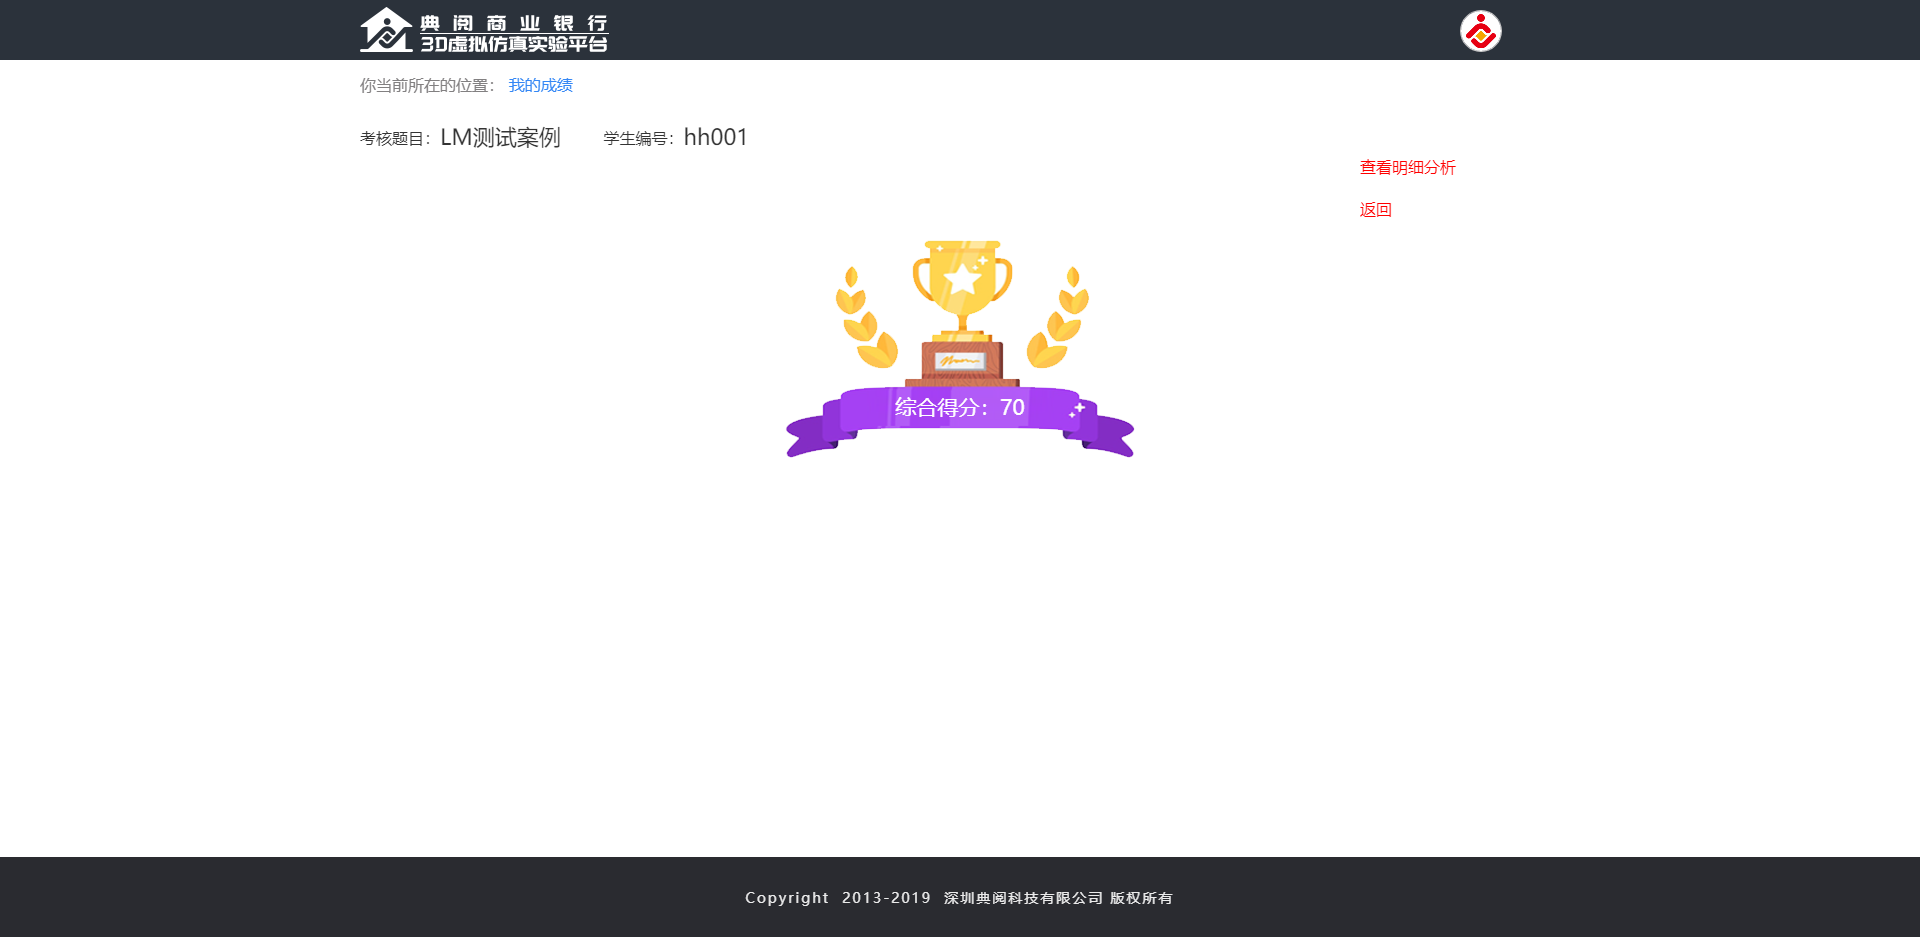 典阅商业银行
3D虚拟仿真实验平台
你当前所在的位置： 我的成绩
考核题目：LM测试案例 学生编号：hh001
查看明细分析
返回
综合得分：70
Copyright 2013-2019 深圳典阅科技有限公司 版权所有